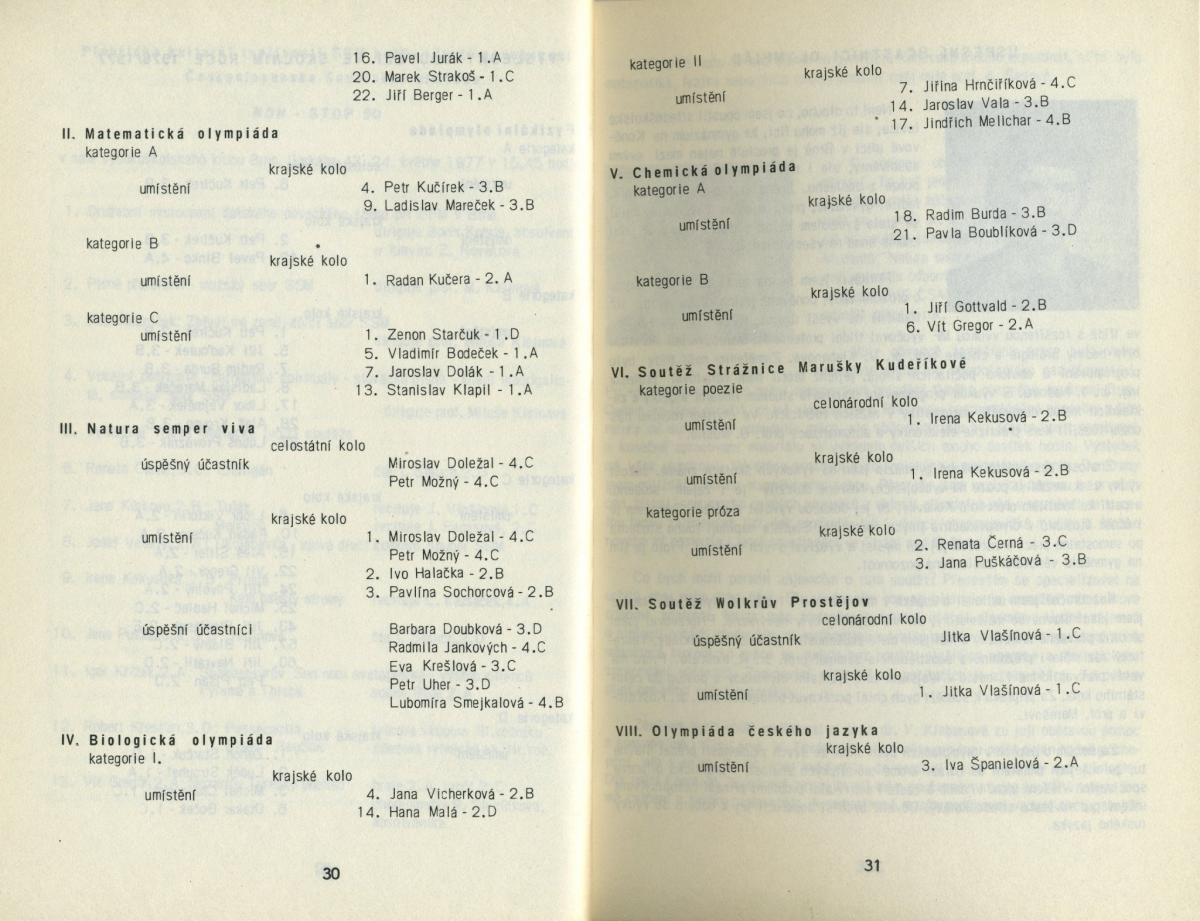 16. Pavel Jurák - 1.A
20. Marek Strakoš - 1.C
22. Jiří Berger - 1.A
II. Matematická olympiáda
kategorie A
krajské kolo
umístění 4. Petr Kučírek - 3.B
9. Ladislav Mareček - 3.B
kategorie B
krajské kolo
umístění 1. Radan Kučera - 2. A
kategorie C
umístění 1. Zenon Starčuk - 1.D
5. Vladimír Bodeček - 1.A
7. Jaroslav Dolák - 1.A
13. Stanislav Klapil - 1.A
III. Natura semper viva
celostátní kolo
úspěšný účastník Miroslav Doležal - 4.C
Petr Možný - 4.C
krajské kolo
umístění 1. Miroslav Doležal - 4.C
Petr Možný - 4.C
2. Ivo Halačka - 2.B
3. Pavlína Sochorcová - 2.B
úspěšní účastníci Barbara Doubková - 3.D
Radmila Jankových - 4.C
Eva Krešlová - 3.C
Petr Uher - 3.D
Lubomíra Smejkalová - 4.B
IV. Biologická olympiáda
kategorie I.
krajské kolo
umístění 4. Jana Vicherková - 2.B
14. Hana Malá - 2.D
30
kategorie II
krajské kolo
umístění 7. Jiřina Hrnčiříková - 4.C
14. Jaroslav Vala - 3.B
17. Jindřich Melichar - 4.B
V. Chemická olympiáda
kategorie A
krajské kolo
umístění 18. Radim Burda - 3.B
21. Pavla Boublíková - 3.D
kategorie B
krajské kolo
umístění 1. Jiří Gottvald - 2.B
6. Vít Gregor - 2.A
VI. Soutěž Strážnice Marušky Kudeříkové
kategorie poezie
celonárodní kolo
umístění 1. Irena Kekusová - 2.B
krajské kolo
umístění 1. Irena Kekusová - 2.B
kategorie próza
krajské kolo
umístění 2. Renata Černá - 3.C
3. Jana Puškáčová - 3.B
VII. Soutěž Wolkrův Prostějov
celonárodní kolo
úspěšný účastník Jitka Vlašínová - 1.C
krajské kolo
umístění 1. Jitka Vlašínová - 1.C
VIII. Olympiáda českého jazyka
krajské kolo
umístění 3. Iva Španielová - 2.A
31